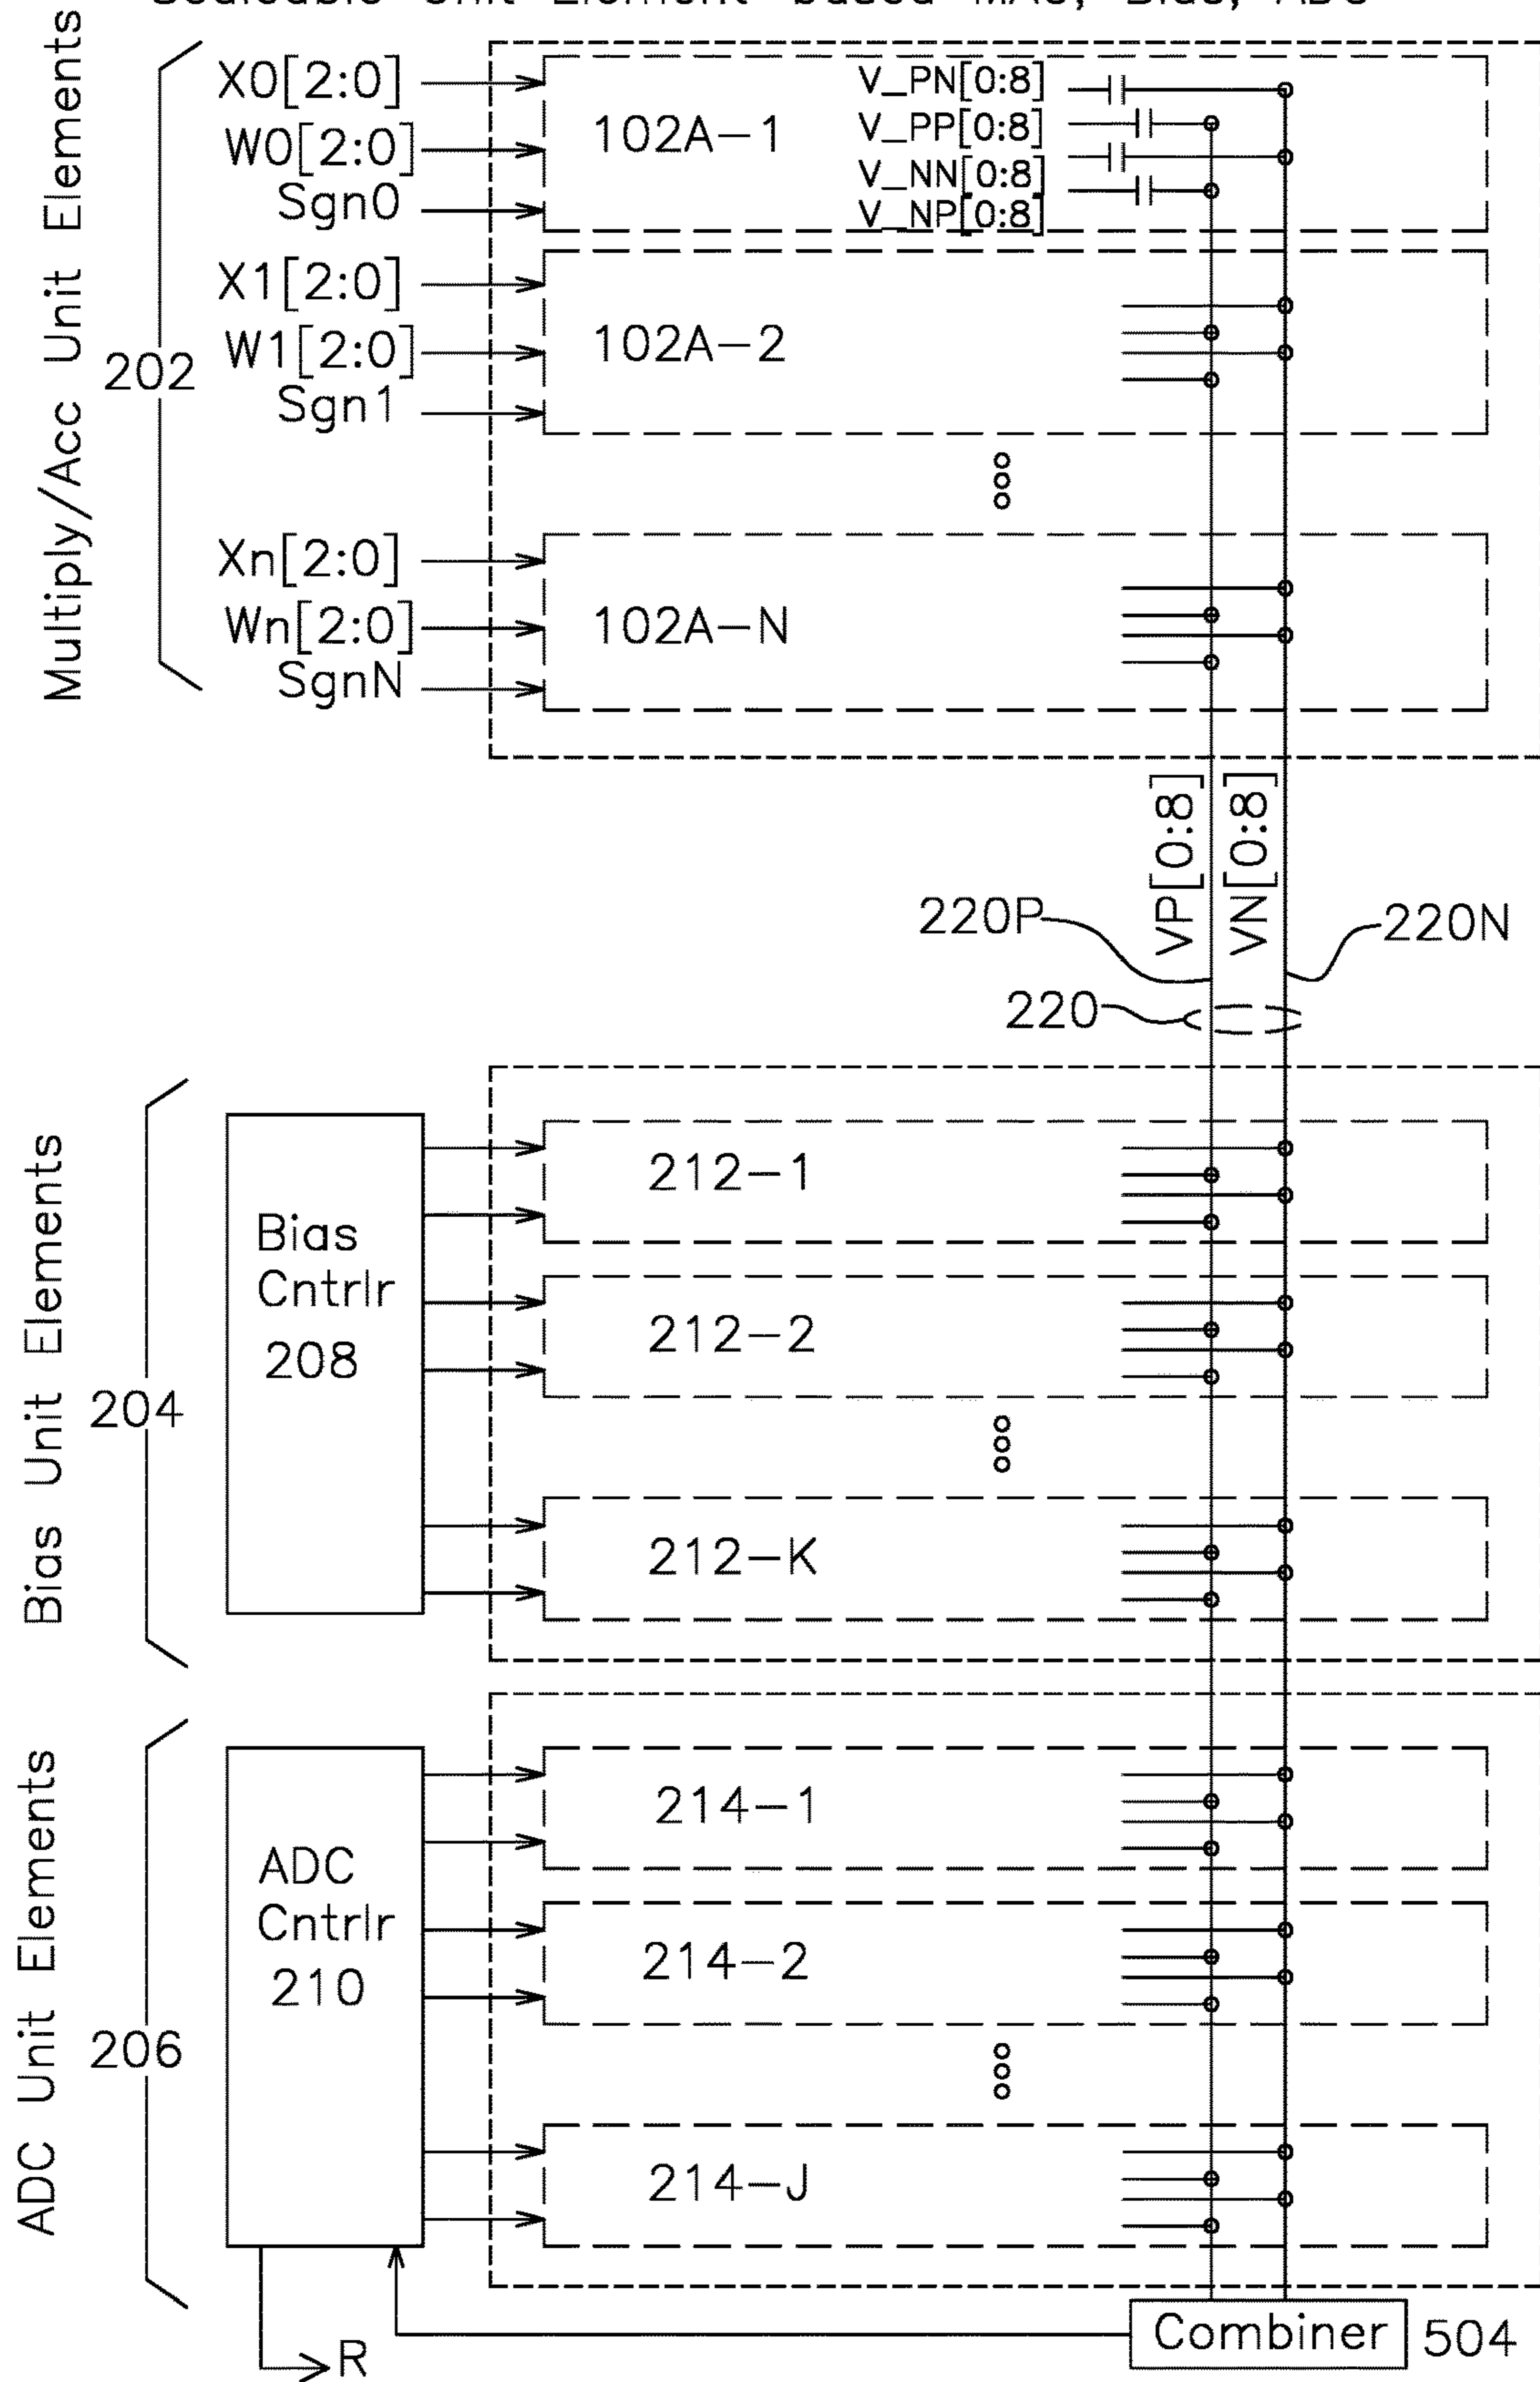 Multiply/Acc Unit Elements
202
X0[2:0]
W0[2:0]
Sgn0
102A-1
V_PN[0:8]
V_PP[0:8]
V_NN[0:8]
V_NP[0:8]
X1[2:0]
W1[2:0]
Sgn1
102A-2
Xn[2:0]
Wn[2:0]
SgnN
102A-N
VP[0:8]
VN[0:8]
220P
220N
220
Bias Unit Elements
204
Bias
Cntrlr
208
212-1
212-2
212-K
ADC Unit Elements
206
ADC
Cntrlr
210
214-1
214-2
214-J
Combiner
504
R